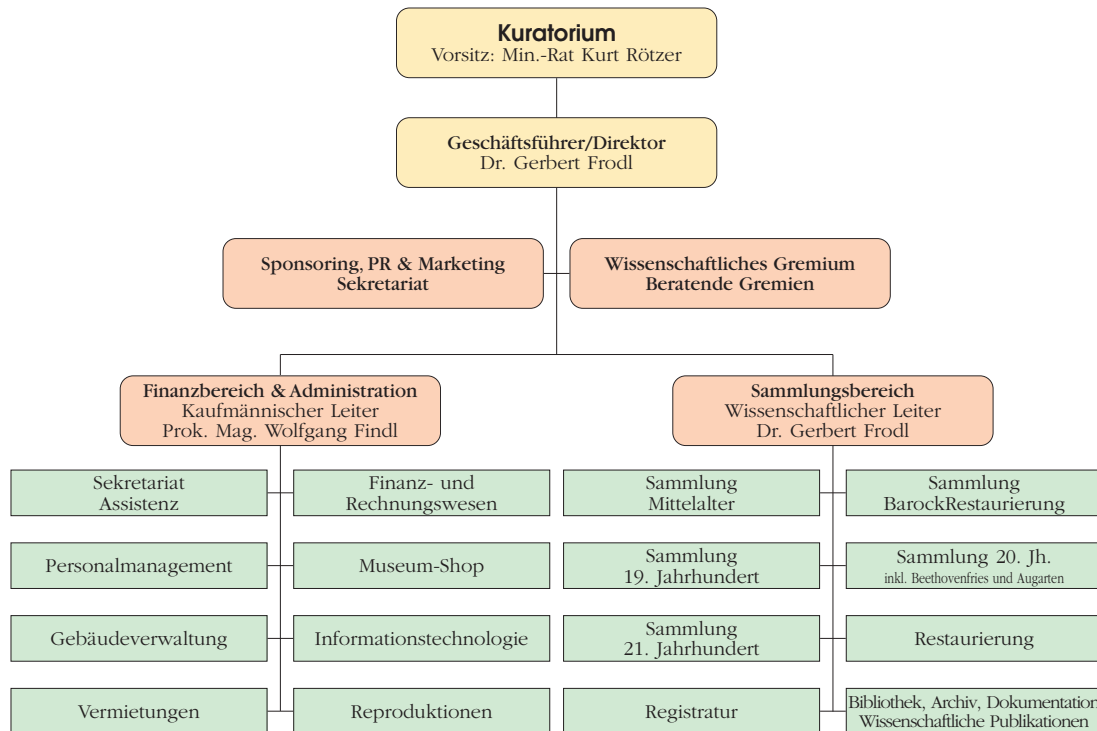 Kuratorium
Vorsitz: Min.-Rat Kurt Rötzer
Geschäftsführer/Direktor
Dr. Gerbert Frodl
Sponsoring, PR & Marketing
Sekretariat
Wissenschaftliches Gremium
Beratende Gremien
Finanzbereich & Administration
Kaufmännischer Leiter
Prok. Mag. Wolfgang Findl
Sammlungsbereich
Wissenschaftlicher Leiter
Dr. Gerbert Frodl
Sekretariat
Assistenz
Finanz- und
Rechnungswesen
Sammlung
Mittelalter
Sammlung
BarockRestaurierung
Personalmanagement
Museum-Shop
Sammlung
19. Jahrhundert
Sammlung 20. Jh.
inkl. Beethovenfries und Augarten
Gebäudeverwaltung
Informationstechnologie
Sammlung
21. Jahrhundert
Restaurierung
Vermietungen
Reproduktionen
Registratur
Bibliothek, Archiv, Dokumentation
Wissenschaftliche Publikationen